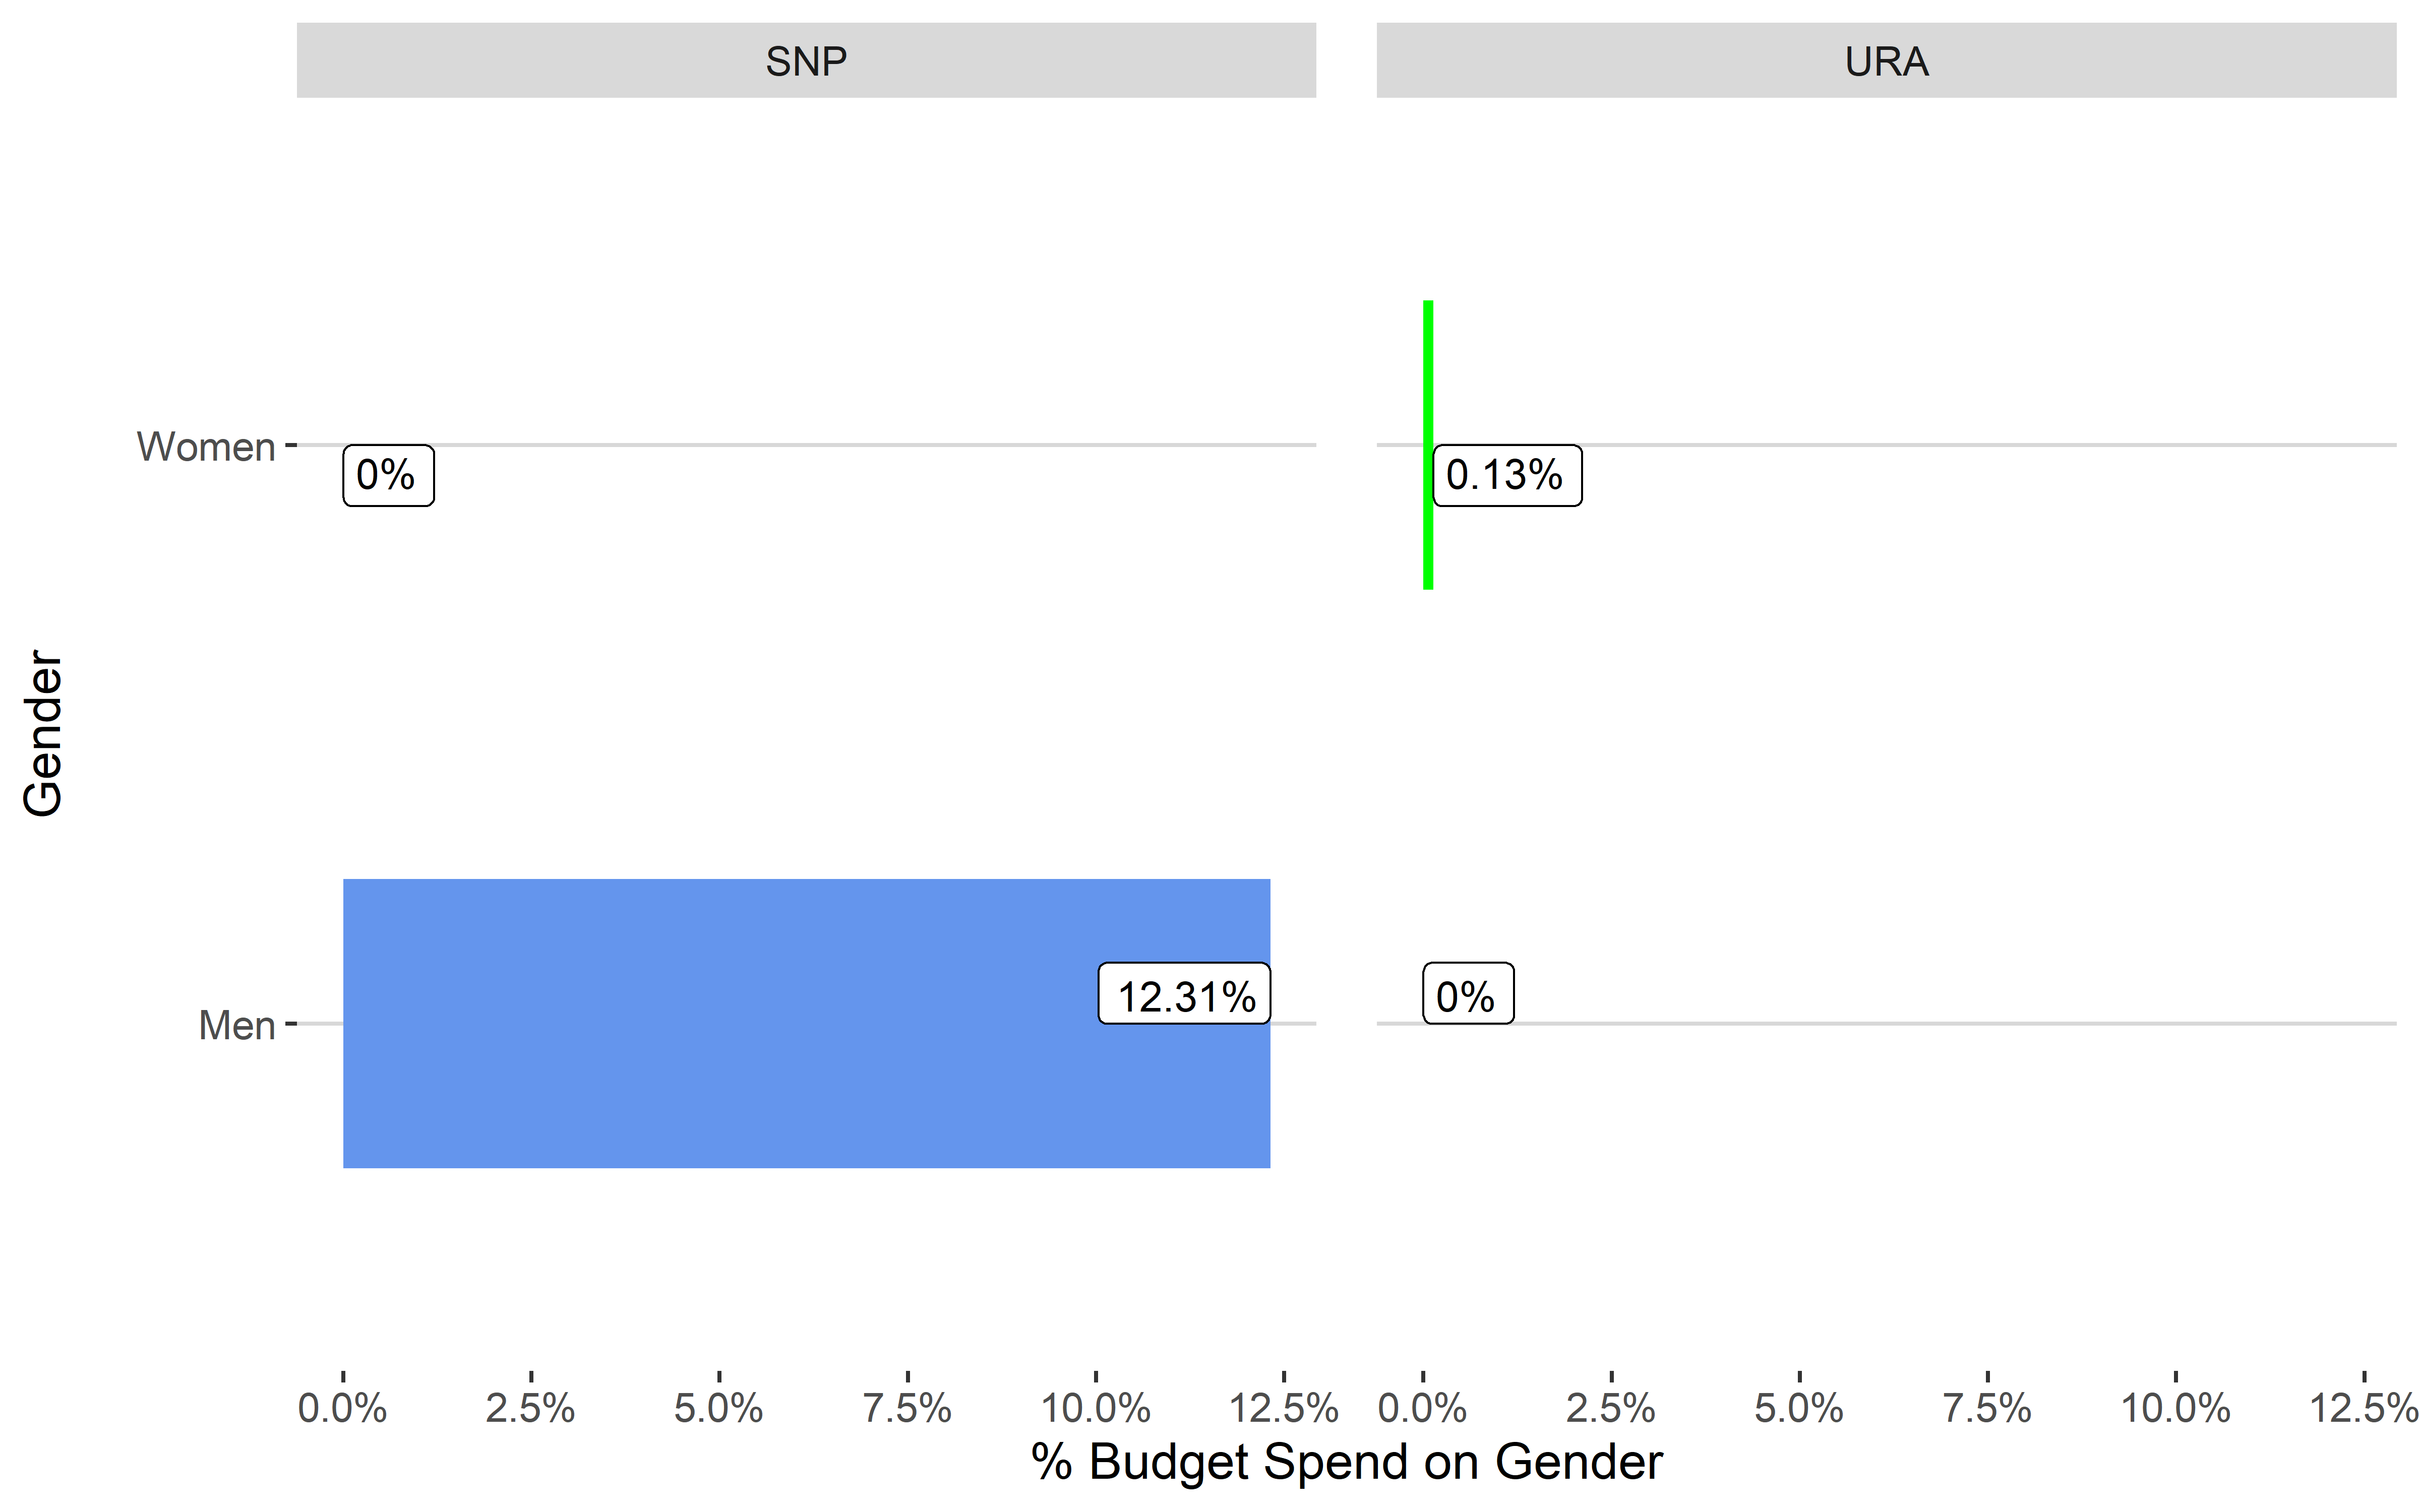 SNP
URA
Gender
Women
0%
0.13%
Men
12.31%
0%
0.0% 2.5% 5.0% 7.5% 10.0% 12.5% 0.0% 2.5% 5.0% 7.5% 10.0% 12.5%
% Budget Spend on Gender